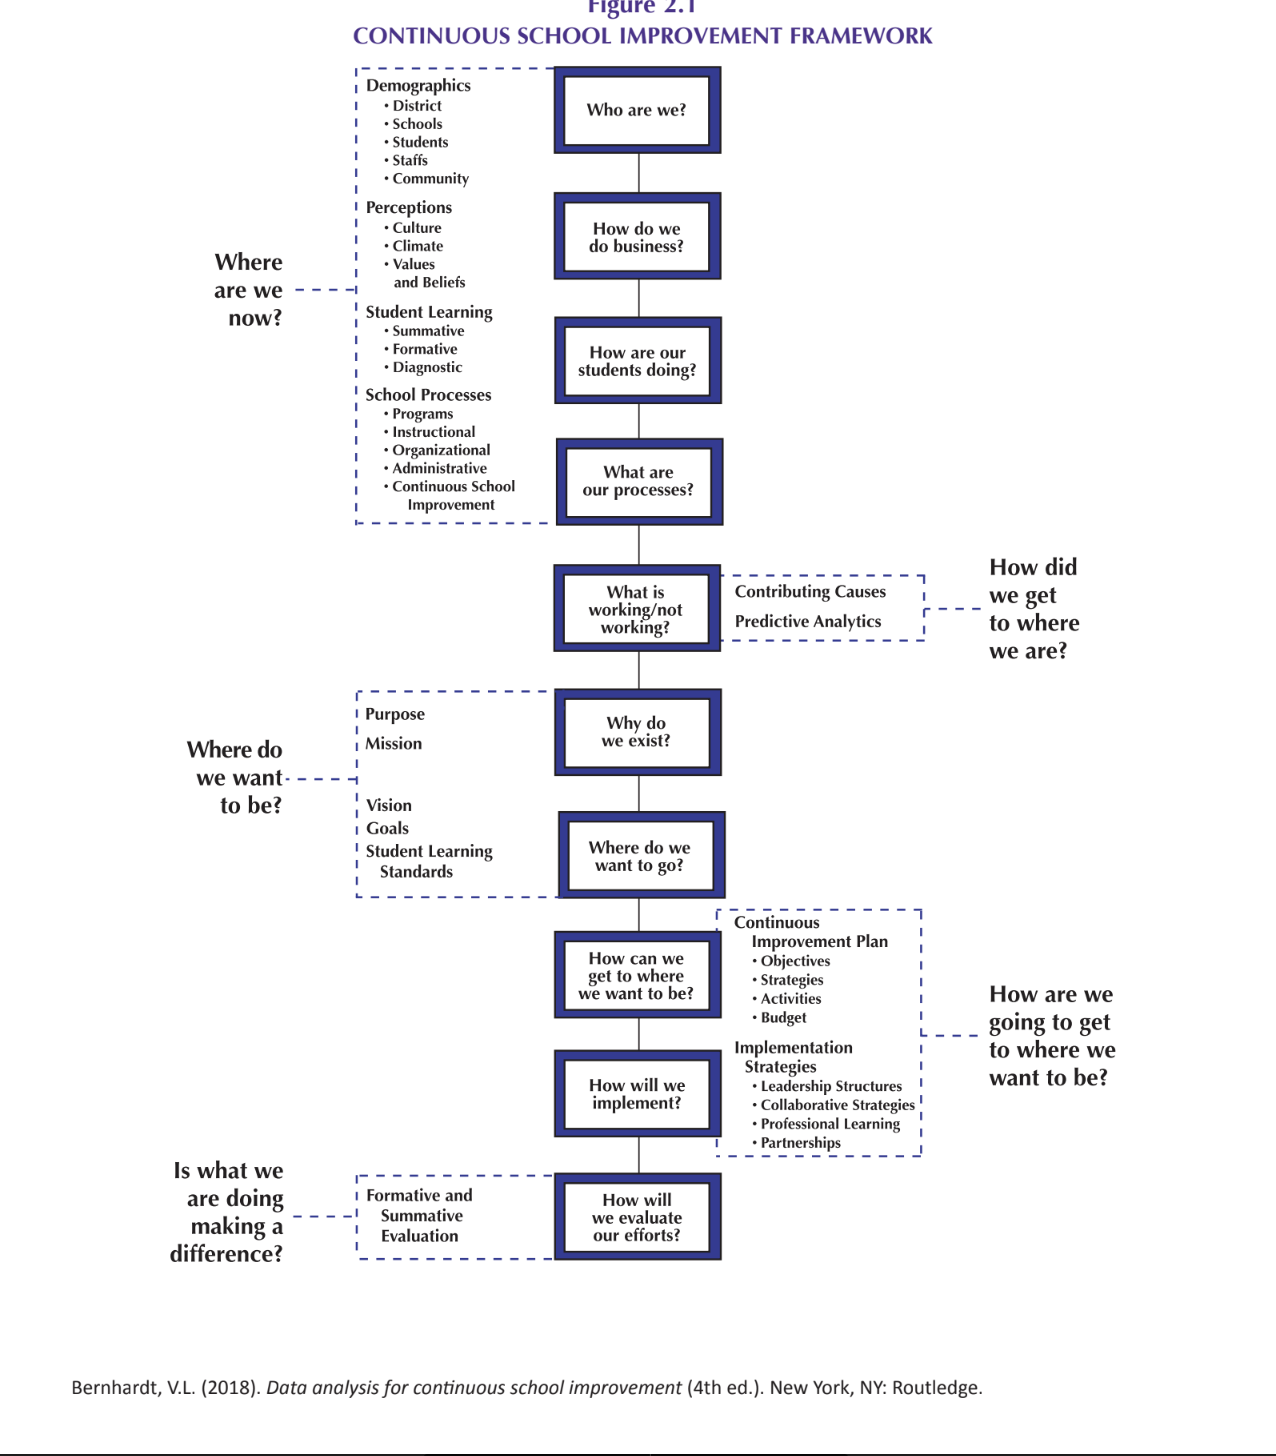 Figure 2.1
CONTINUOUS SCHOOL IMPROVEMENT FRAMEWORK
Where
are we
now?
Demographics
• District
• Schools
• Students
• Staffs
• Community
Perceptions
• Culture
• Climate
• Values
and Beliefs
Student Learning
• Summative
• Formative
• Diagnostic
School Processes
• Programs
• Instructional
• Organizational
• Administrative
• Continuous School
Improvement
Who are we?
How do we
do business?
How are our
students doing?
What are
our processes?
What is
working/not
working?
Contributing Causes
Predictive Analytics
How did
we get
to where
we are?
Where do
we want
to be?
Purpose
Mission
Vision
Goals
Student Learning
Standards
Why do
we exist?
Where do we
want to go?
How can we
get to where
we want to be?
How will we
implement?
Continuous
Improvement Plan
• Objectives
• Strategies
• Activities
• Budget
Implementation
Strategies
• Leadership Structures
• Collaborative Strategies
• Professional Learning
• Partnerships
How are we
going to get
to where we
want to be?
Is what we
are doing
making a
difference?
Formative and
Summative
Evaluation
How will
we evaluate
our efforts?
Bernhardt, V.L. (2018). Data analysis for continuous school improvement (4th ed.). New York, NY: Routledge.